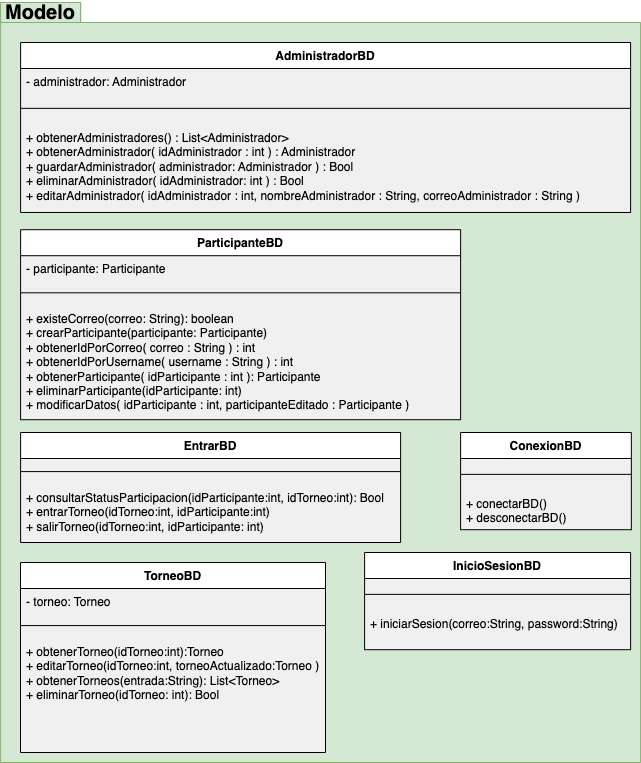 Modelo
AdministradorBD
- administrador: Administrador
+ obtenerAdministradores() : List<Administrador>
+ obtenerAdministrador( idAdministrador : int ) : Administrador
+ guardarAdministrador( administrador: Administrador ) : Bool
+ eliminarAdministrador( idAdministrador: int ) : Bool
+ editarAdministrador( idAdministrador : int, nombreAdministrador : String, correoAdministrador : String )
ParticipanteBD
- participante: Participante
+ existeCorreo(correo: String): boolean
+ crearParticipante(participante: Participante)
+ obtenerIdPorCorreo( correo : String ) : int
+ obtenerIdPorUsername( username : String ) : int
+ obtenerParticipante( idParticipante : int ): Participante
+ eliminarParticipante(idParticipante: int)
+ modificarDatos( idParticipante : int, participanteEditado : Participante )
EntrarBD
+ consultarStatusParticipacion(idParticipante:int, idTorneo:int): Bool
+ entrarTorneo(idTorneo:int, idParticipante:int)
+ salirTorneo(idTorneo:int, idParticipante: int)
ConexionBD
+ conectarBD()
+ desconectarBD()
TorneoBD
- torneo: Torneo
+ obtenerTorneo(idTorneo:int):Torneo
+ editarTorneo(idTorneo:int, torneoActualizado:Torneo )
+ obtenerTorneos(entrada:String): List<Torneo>
+ eliminarTorneo(idTorneo: int): Bool
InicioSesionBD
+ iniciarSesion(correo:String, password:String)